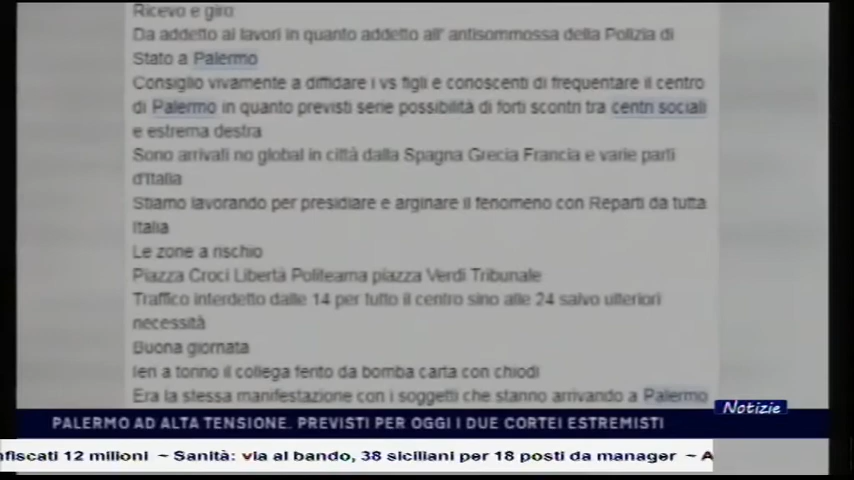 Ricevo e giro
Da addetto ai lavori in quanto addetto all' antisommossa della Polizia di
Stato a Palermo
Consiglio vivamente a diffidare i vs figli e conoscenti di frequentare il centro
di Palermo in quanto previsti serie possibilità di forti scontri tra centri sociali
e estrema destra
Sono arrivati no global in città dalla Spagna Grecia Francia e varie parti
d'Italia
Stiamo lavorando per presidiare e arginare il fenomeno con Reparti da tutta
Italia
Le zone a rischio
Piazza Croci Libertà Politeama piazza Verdi Tribunale
Traffico interdetto dalle 14 per tutto il centro sino alle 24 salvo ulteriori
necessità
Buona giornata
Ieri a torino il collega ferito da bomba carta con chiodi
Era la stessa manifestazione con i soggetti che stanno arrivando a Palermo
Notizie
PALERMO AD ALTA TENSIONE. PREVISTI PER OGGI I DUE CORTEI ESTREMISTI
nfiscati 12 milioni ~ Sanità: via al bando, 38 siciliani per 18 posti da manager ~ A